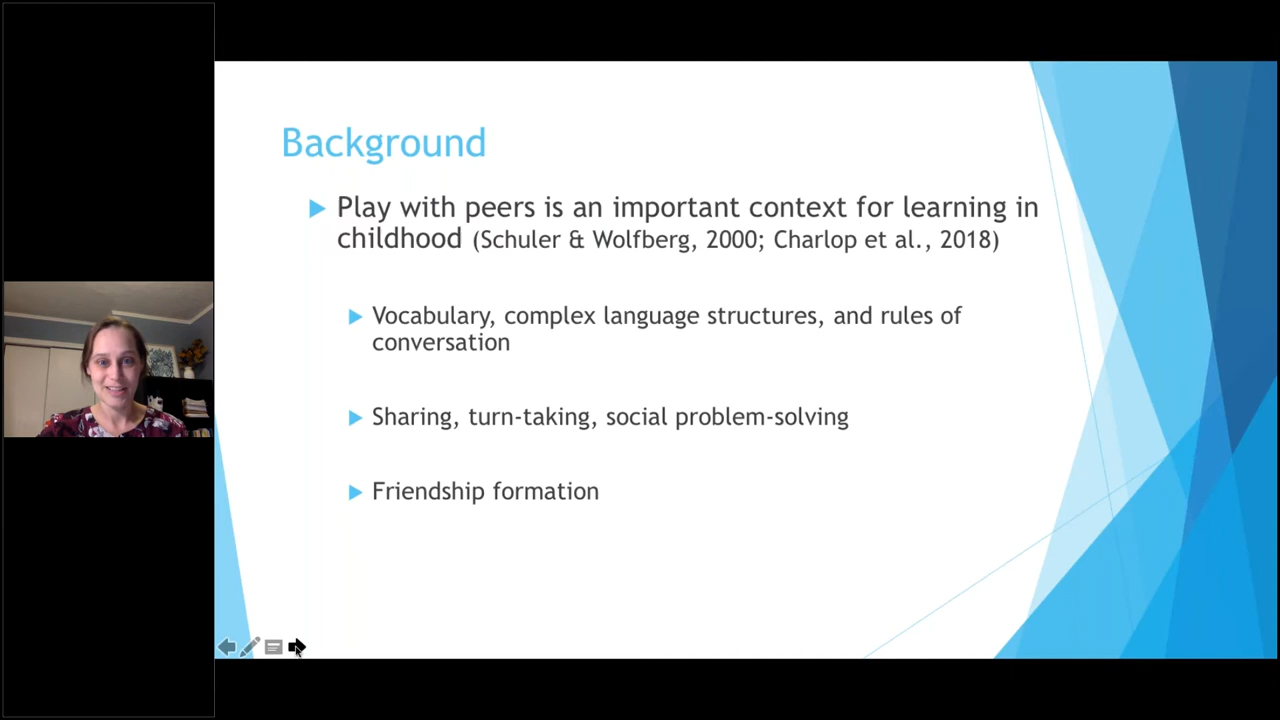 Background
Play with peers is an important context for learning in
childhood (Schuler & Wolfberg, 2000; Charlop et al., 2018)
Vocabulary, complex language structures, and rules of
conversation
Sharing, turn-taking, social problem-solving
Friendship formation